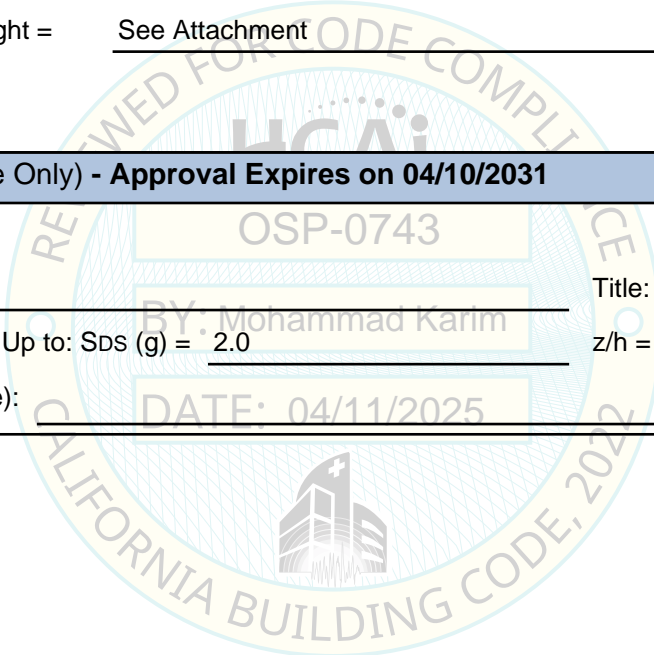 ght = See Attachment
REVIEWED FOR CODE COMPLIANCE
HCAi
e Only) - Approval Expires on 04/10/2031
OSP-0743
Title:
BY: Mohammad Karim
Up to: SDS (g) = 2.0 z/h =
e):
DATE: 04/11/2025
CALIFORNIA BUILDING CODE, 2022